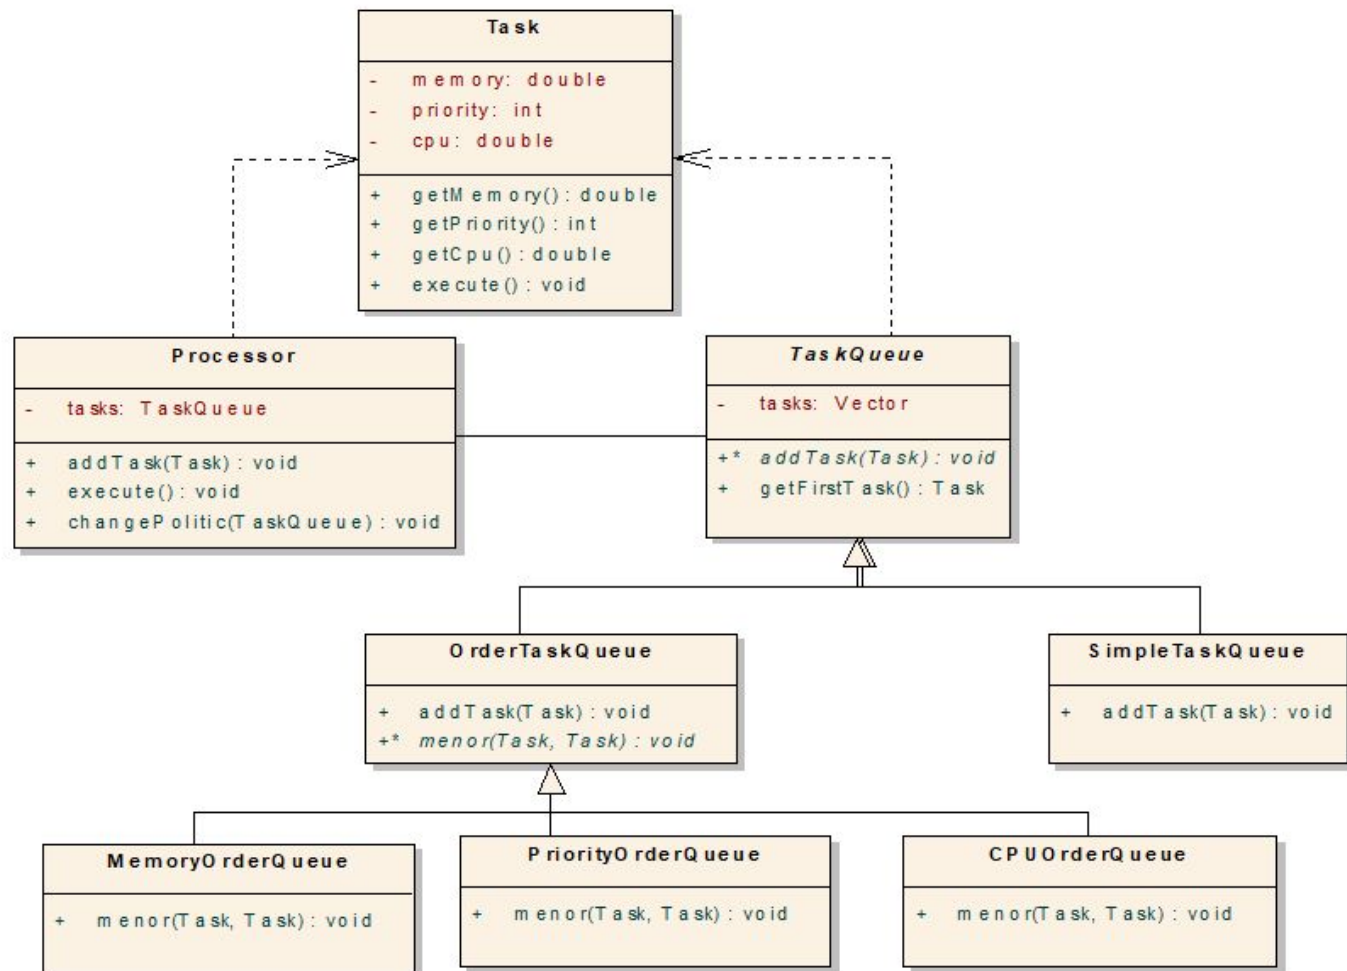 Task
- memory: double
- priority: int
- cpu: double
+ getMemory() : double
+ getPriority() : int
+ getCpu() : double
+ execute() : void
Processor
- tasks: TaskQueue
+ addTask(Task) : void
+ execute() : void
+ changePolitic(TaskQueue) : void
TaskQueue
- tasks: Vector
+* addTask(Task) : void
+ getFirstTask() : Task
OrderTaskQueue
+ addTask(Task) : void
+* menor(Task, Task) : void
SimpleTaskQueue
+ addTask(Task) : void
MemoryOrderQueue
+ menor(Task, Task) : void
PriorityOrderQueue
+ menor(Task, Task) : void
CPUOrderQueue
+ menor(Task, Task) : void